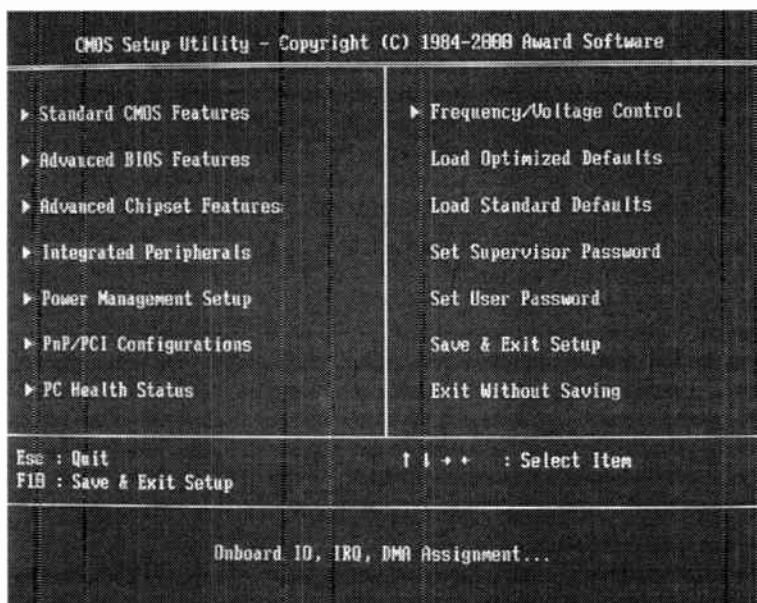 CMOS Setup Utility - Copyright (C) 1984-2000 Award Software
▶ Standard CMOS Features
▶ Advanced BIOS Features
▶ Advanced Chipset Features
▶ Integrated Peripherals
▶ Power Management Setup
▶ PnP/PCI Configurations
▶ PC Health Status
▶ Frequency/Voltage Control
Load Optimized Defaults
Load Standard Defaults
Set Supervisor Password
Set User Password
Save & Exit Setup
Exit Without Saving
Esc : Quit
F10 : Save & Exit Setup
↑ ↓ → ← : Select Item
Onboard IO, IRQ, DMA Assignment...